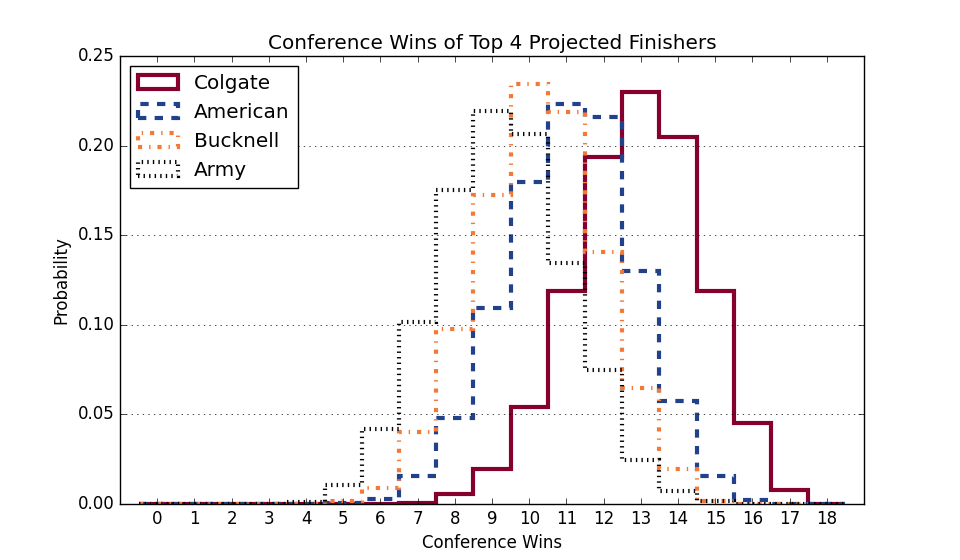 Conference Wins of Top 4 Projected Finishers
0.25
0.20
0.15
0.10
0.05
0.00
Probability
Colgate
American
Bucknell
Army
0 1 2 3 4 5 6 7 8 9 10 11 12 13 14 15 16 17 18
Conference Wins